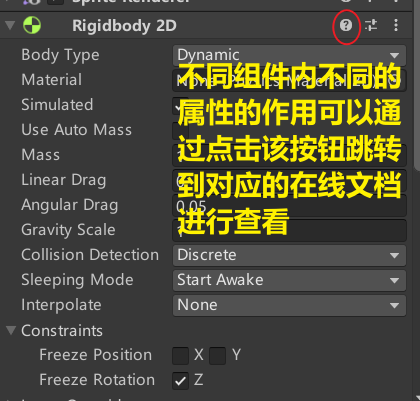 Rigidbody 2D
Body Type Dynamic
Material
Simulated
Use Auto Mass
Mass
Linear Drag
Angular Drag 0.05
Gravity Scale
Collision Detection Discrete
Sleeping Mode Start Awake
Interpolate None
Constraints
Freeze Position X Y
Freeze Rotation Z
不同组件内不同的
属性的作用可以通
过点击该按钮跳转
到对应的在线文档
进行查看